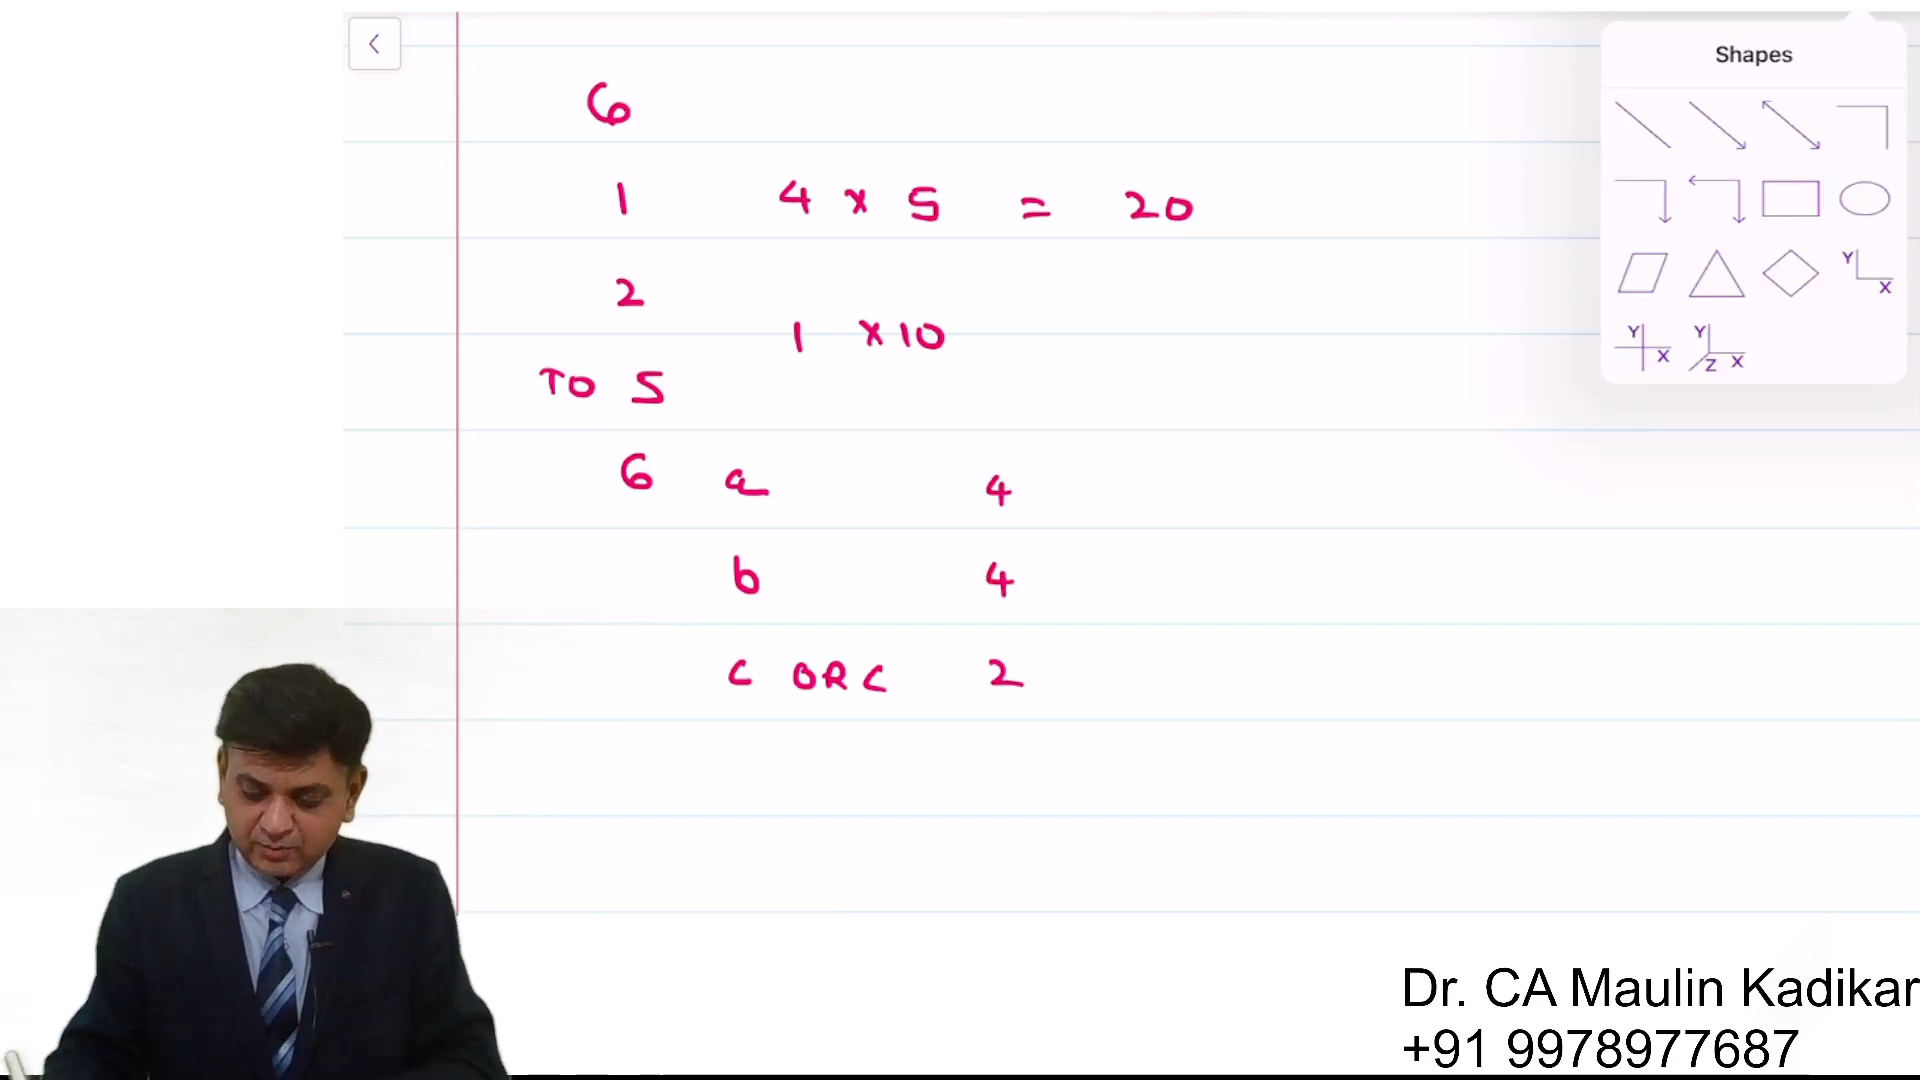 Shapes
6
1 4 × 5 = 20
2
1 × 10
TO 5
6 a 4
b 4
c OR C 2
Y X
Y X Y Z X
Dr. CA Maulin Kadikar
+91 9978977687